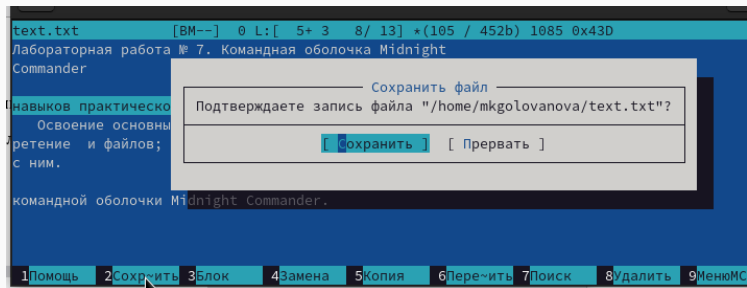 text.txt [BM--] 0 L:[ 5+ 3 8/ 13] *(105 / 452b) 1085 0x43D
Лабораторная работа № 7. Командная оболочка Midnight
Commander
Сохранить файл
навыков практическо
Подтверждаете запись файла "/home/mkgolovanova/text.txt"?
Освоение основны
ретение и файлов;
[ Сохранить ] [ Прервать ]
с ним.
командной оболочки Midnight Commander.
1Помощь 2Сохр~ить 3Блок 4Замена 5Копия 6Пере~ить 7Поиск 8Удалить 9МенюMC